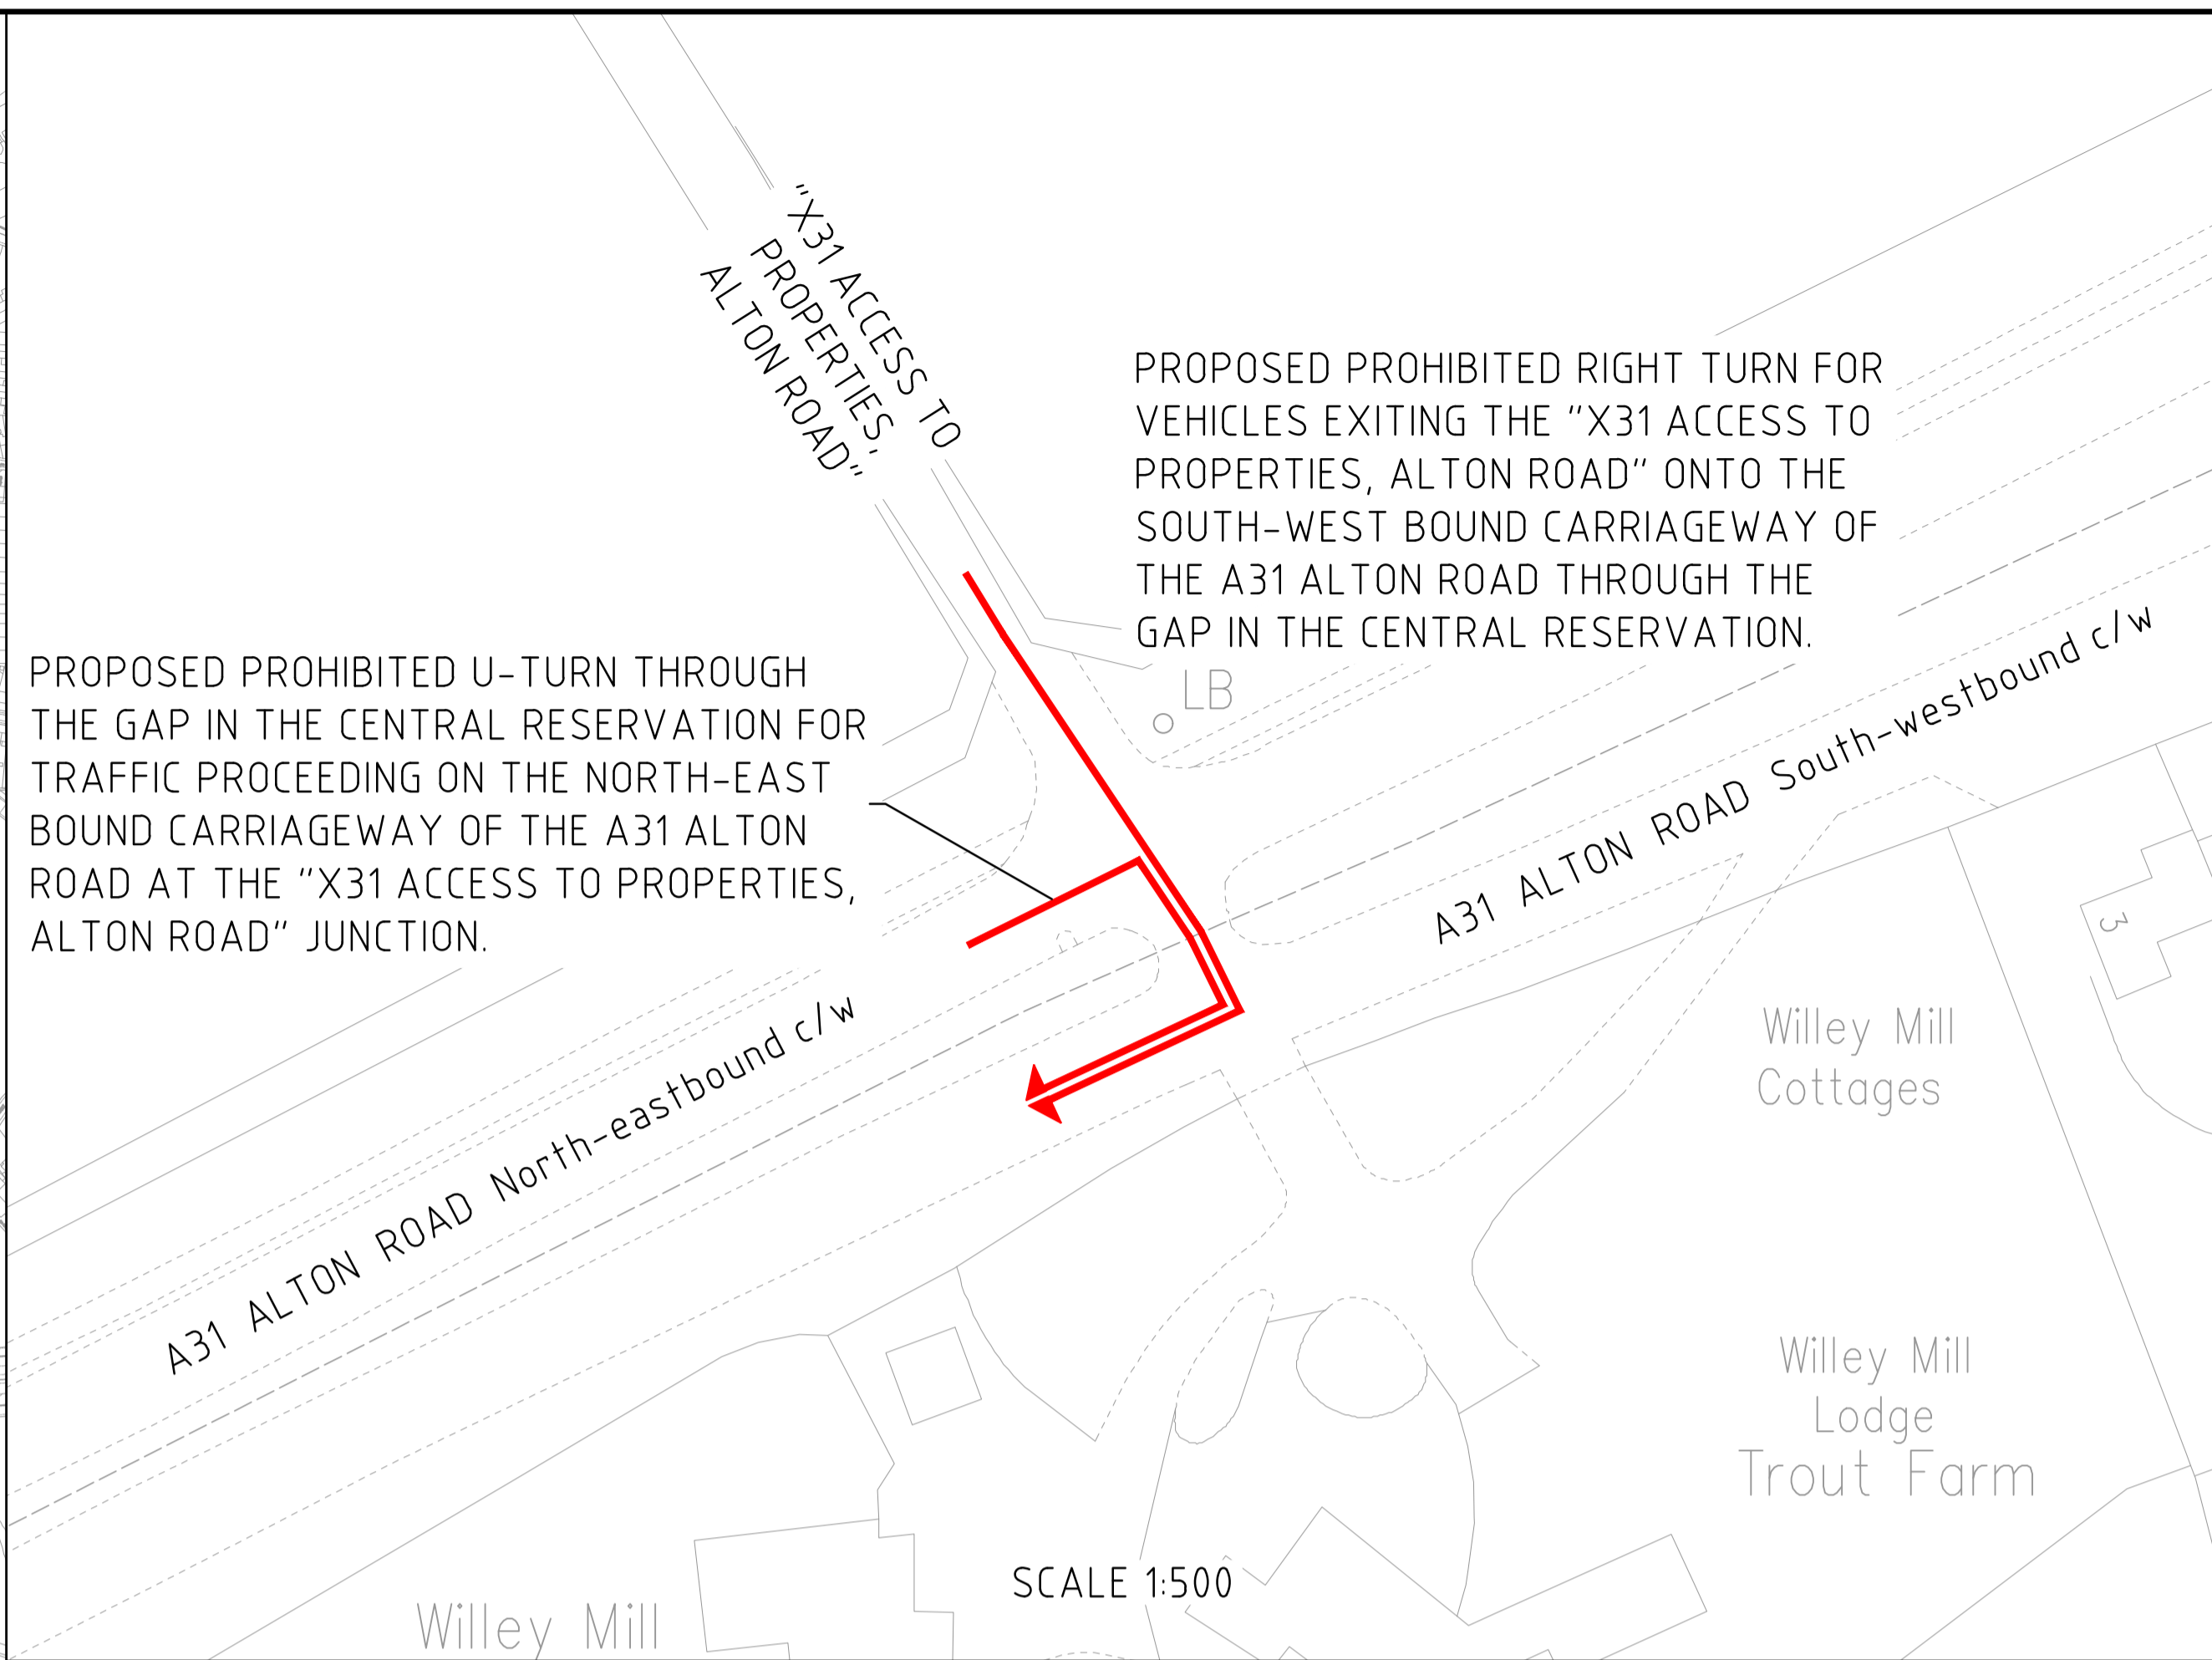 "X31 ACCESS TO
PROPERTIES,
ALTON ROAD"
PROPOSED PROHIBITED RIGHT TURN FOR
VEHICLES EXITING THE "X31 ACCESS TO
PROPERTIES, ALTON ROAD" ONTO THE
SOUTH-WEST BOUND CARRIAGEWAY OF
THE A31 ALTON ROAD THROUGH THE
GAP IN THE CENTRAL RESERVATION.
LB
PROPOSED PROHIBITED U-TURN THROUGH
THE GAP IN THE CENTRAL RESERVATION FOR
TRAFFIC PROCEEDING ON THE NORTH-EAST
BOUND CARRIAGEWAY OF THE A31 ALTON
ROAD AT THE "X31 ACCESS TO PROPERTIES,
ALTON ROAD" JUNCTION.
A31 ALTON ROAD South-westbound c/w
3
A31 ALTON ROAD North-eastbound c/w
Willey Mill
Cottages
Willey Mill
Lodge
Trout Farm
SCALE 1:500
Willey Mill